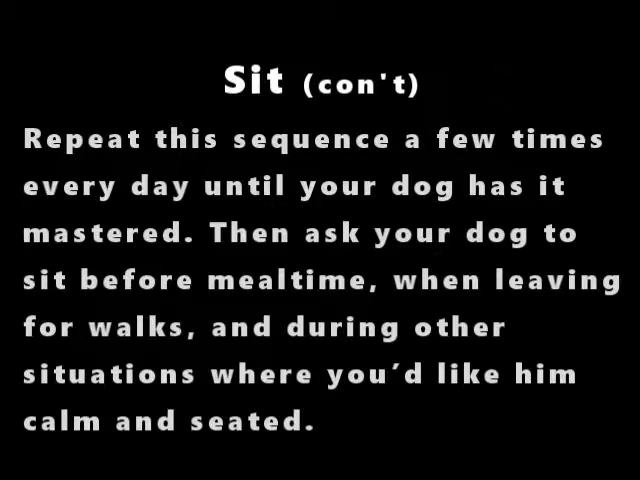 Sit (con't)
Repeat this sequence a few times
every day until your dog has it
mastered. Then ask your dog to
sit before mealtime, when leaving
for walks, and during other
situations where you’d like him
calm and seated.